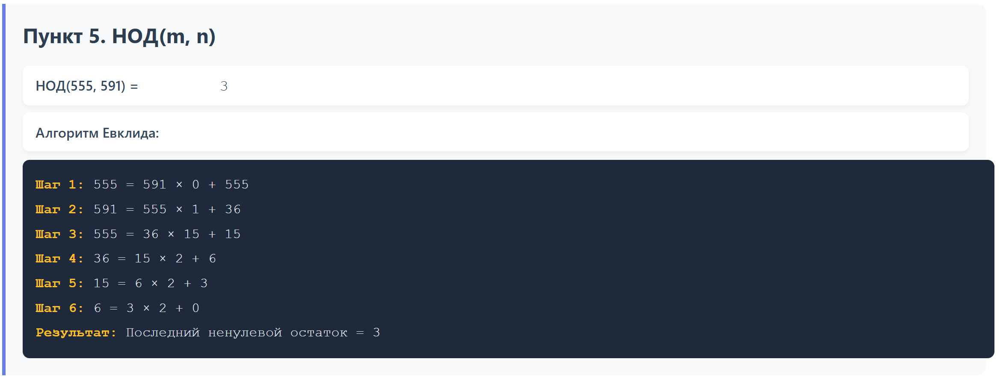 Пункт 5. НОД(m, n)
НОД(555, 591) = 3
Алгоритм Евклида:
Шаг 1: 555 = 591 × 0 + 555
Шаг 2: 591 = 555 × 1 + 36
Шаг 3: 555 = 36 × 15 + 15
Шаг 4: 36 = 15 × 2 + 6
Шаг 5: 15 = 6 × 2 + 3
Шаг 6: 6 = 3 × 2 + 0
Результат: Последний ненулевой остаток = 3